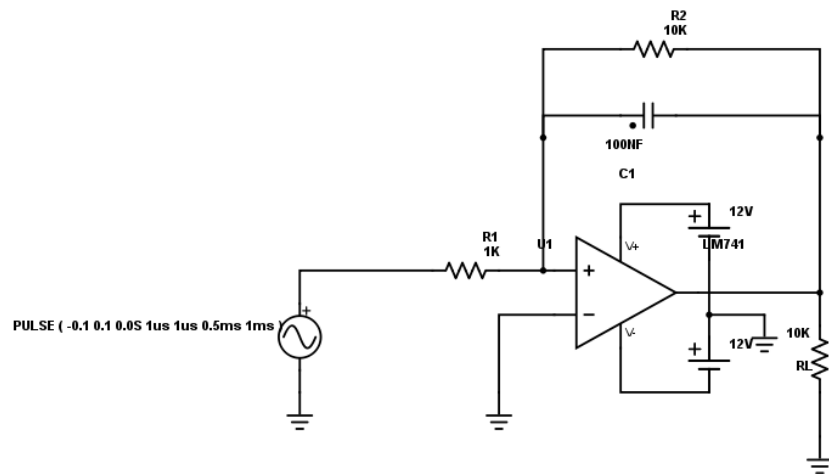 R2
10K
100NF
C1
12V
R1
1K
U1
V+
LM741
+
+
+
PULSE ( -0.1 0.1 0.0S 1us 1us 0.5ms 1ms )
−
V-
+
12V
10K
RL